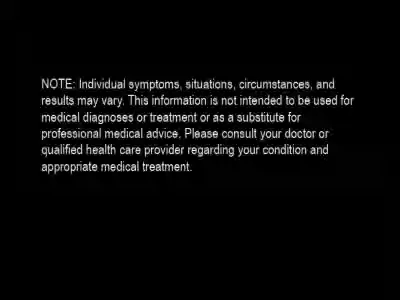 NOTE: Individual symptoms, situations, circumstances, and
results may vary. This information is not intended to be used for
medical diagnoses or treatment or as a substitute for
professional medical advice. Please consult your doctor or
qualified health care provider regarding your condition and
appropriate medical treatment.